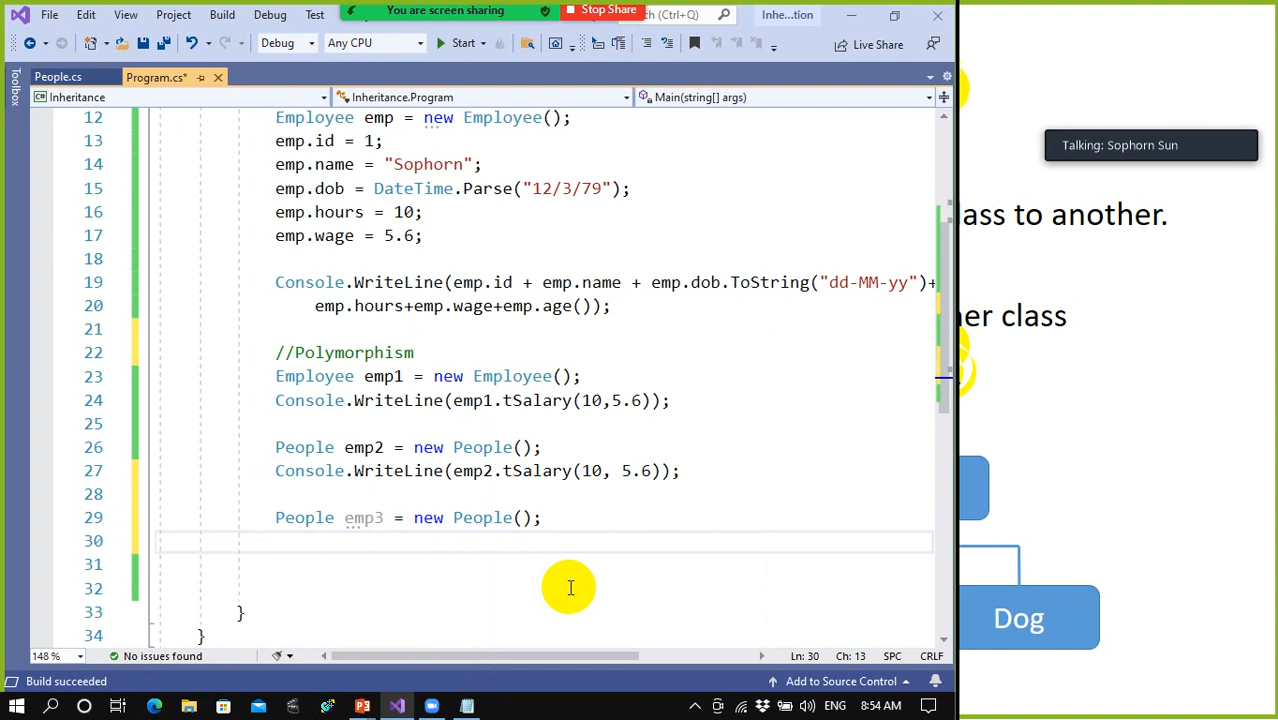 File Edit View Project Build Debug Test You are screen sharing Stop Share ch (Ctrl+Q) Inhe...tion
Debug Any CPU Start Live Share
Toolbox
People.cs Program.cs*
Inheritance Inheritance.Program Main(string[] args)
12 Employee emp = new Employee();
13 emp.id = 1;
14 emp.name = "Sophorn";
15 emp.dob = DateTime.Parse("12/3/79");
16 emp.hours = 10;
17 emp.wage = 5.6;
18
19 Console.WriteLine(emp.id + emp.name + emp.dob.ToString("dd-MM-yy")+
20 emp.hours+emp.wage+emp.age());
21
22 //Polymorphism
23 Employee emp1 = new Employee();
24 Console.WriteLine(emp1.tSalary(10,5.6));
25
26 People emp2 = new People();
27 Console.WriteLine(emp2.tSalary(10, 5.6));
28
29 People emp3 = new People();
30
31
32
33 }
34 }
148 % No issues found Ln: 30 Ch: 13 SPC CRLF
Build succeeded Add to Source Control
ENG 8:54 AM
Talking: Sophorn Sun
lass to another.
her class
Dog